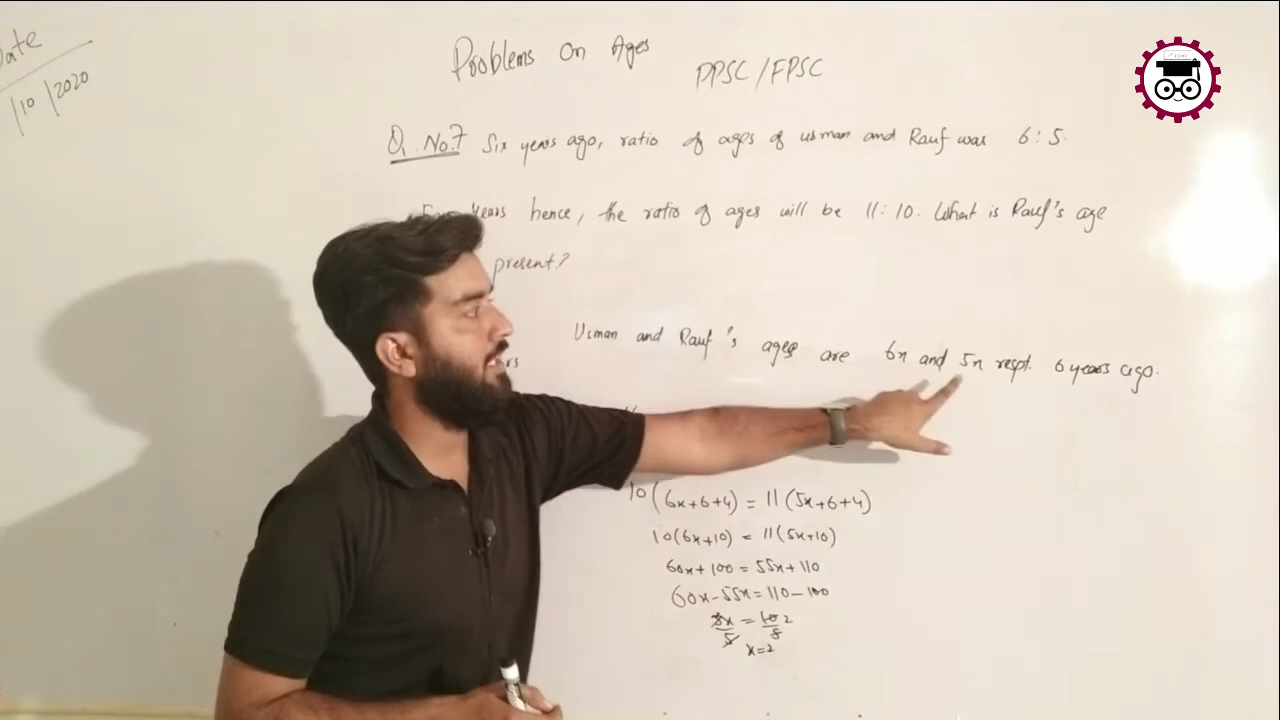 Date
/10/2020
Problems On Ages
PPSC/FPSC
Q.No.7 Six years ago, ratio of ages of usman and Rauf was 6:5.
years hence, the ratio of ages will be 11:10. What is Rauf's age
present?
Usman and Rauf's ages are 6x and 5x respt. 6 years ago.
10(6x+6+4) = 11(5x+6+4)
10(6x+10) = 11(5x+10)
60x+100 = 55x+110
60x-55x=110-100
x=2